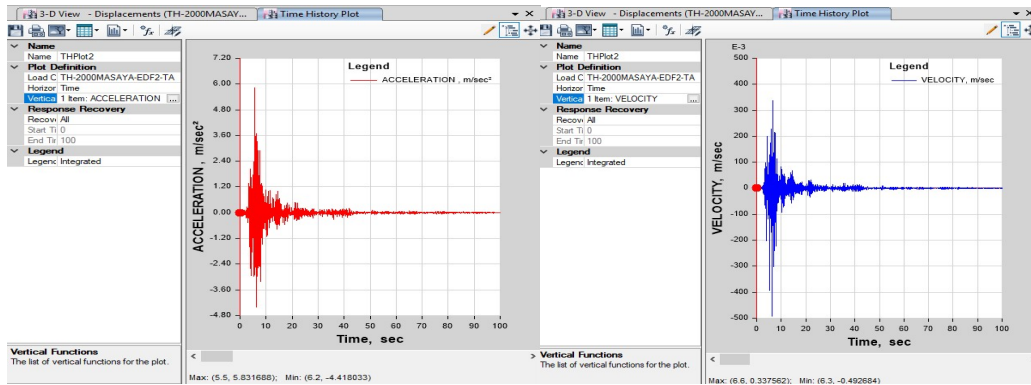 3-D View - Displacements (TH-2000MASAY...
Time History Plot
Name
Name THPlot2
Plot Definition
Load C TH-2000MASAYA-EDF2-TA
Horizor Time
Vertica 1 Item: ACCELERATION ...
Response Recovery
Recove All
Start Ti 0
End Tir 100
Legend
Legenc Integrated
Vertical Functions
The list of vertical functions for the plot.
Legend
ACCELERATION , m/sec²
ACCELERATION , m/sec²
7.20
6.00
4.80
3.60
2.40
1.20
0.00
-1.20
-2.40
-3.60
-4.80
0 10 20 30 40 50 60 70 80 90 100
Time, sec
Max: (5.5, 5.831688); Min: (6.2, -4.418033)
3-D View - Displacements (TH-2000MASAY...
Time History Plot
Name
Name THPlot2
Plot Definition
Load C TH-2000MASAYA-EDF2-TA
Horizor Time
Vertica 1 Item: VELOCITY ...
Response Recovery
Recove All
Start Ti 0
End Tir 100
Legend
Legenc Integrated
Vertical Functions
The list of vertical functions for the plot.
E-3
Legend
VELOCITY, m/sec
VELOCITY, m/sec
500
400
300
200
100
0
-100
-200
-300
-400
-500
0 10 20 30 40 50 60 70 80 90 100
Time, sec
Max: (6.6, 0.337562); Min: (6.3, -0.492684)